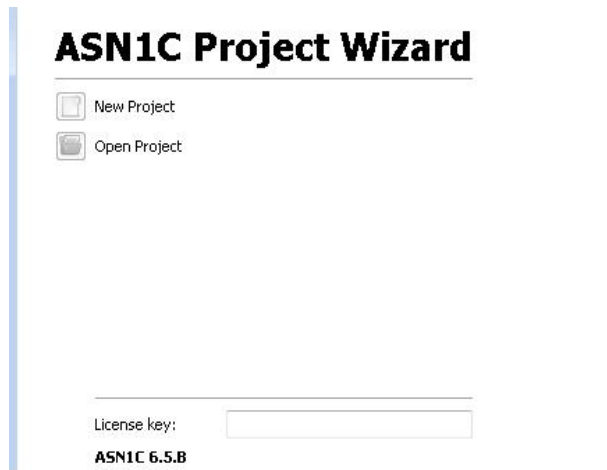 ASN1C Project Wizard
New Project
Open Project
License key:
ASN1C 6.5.B